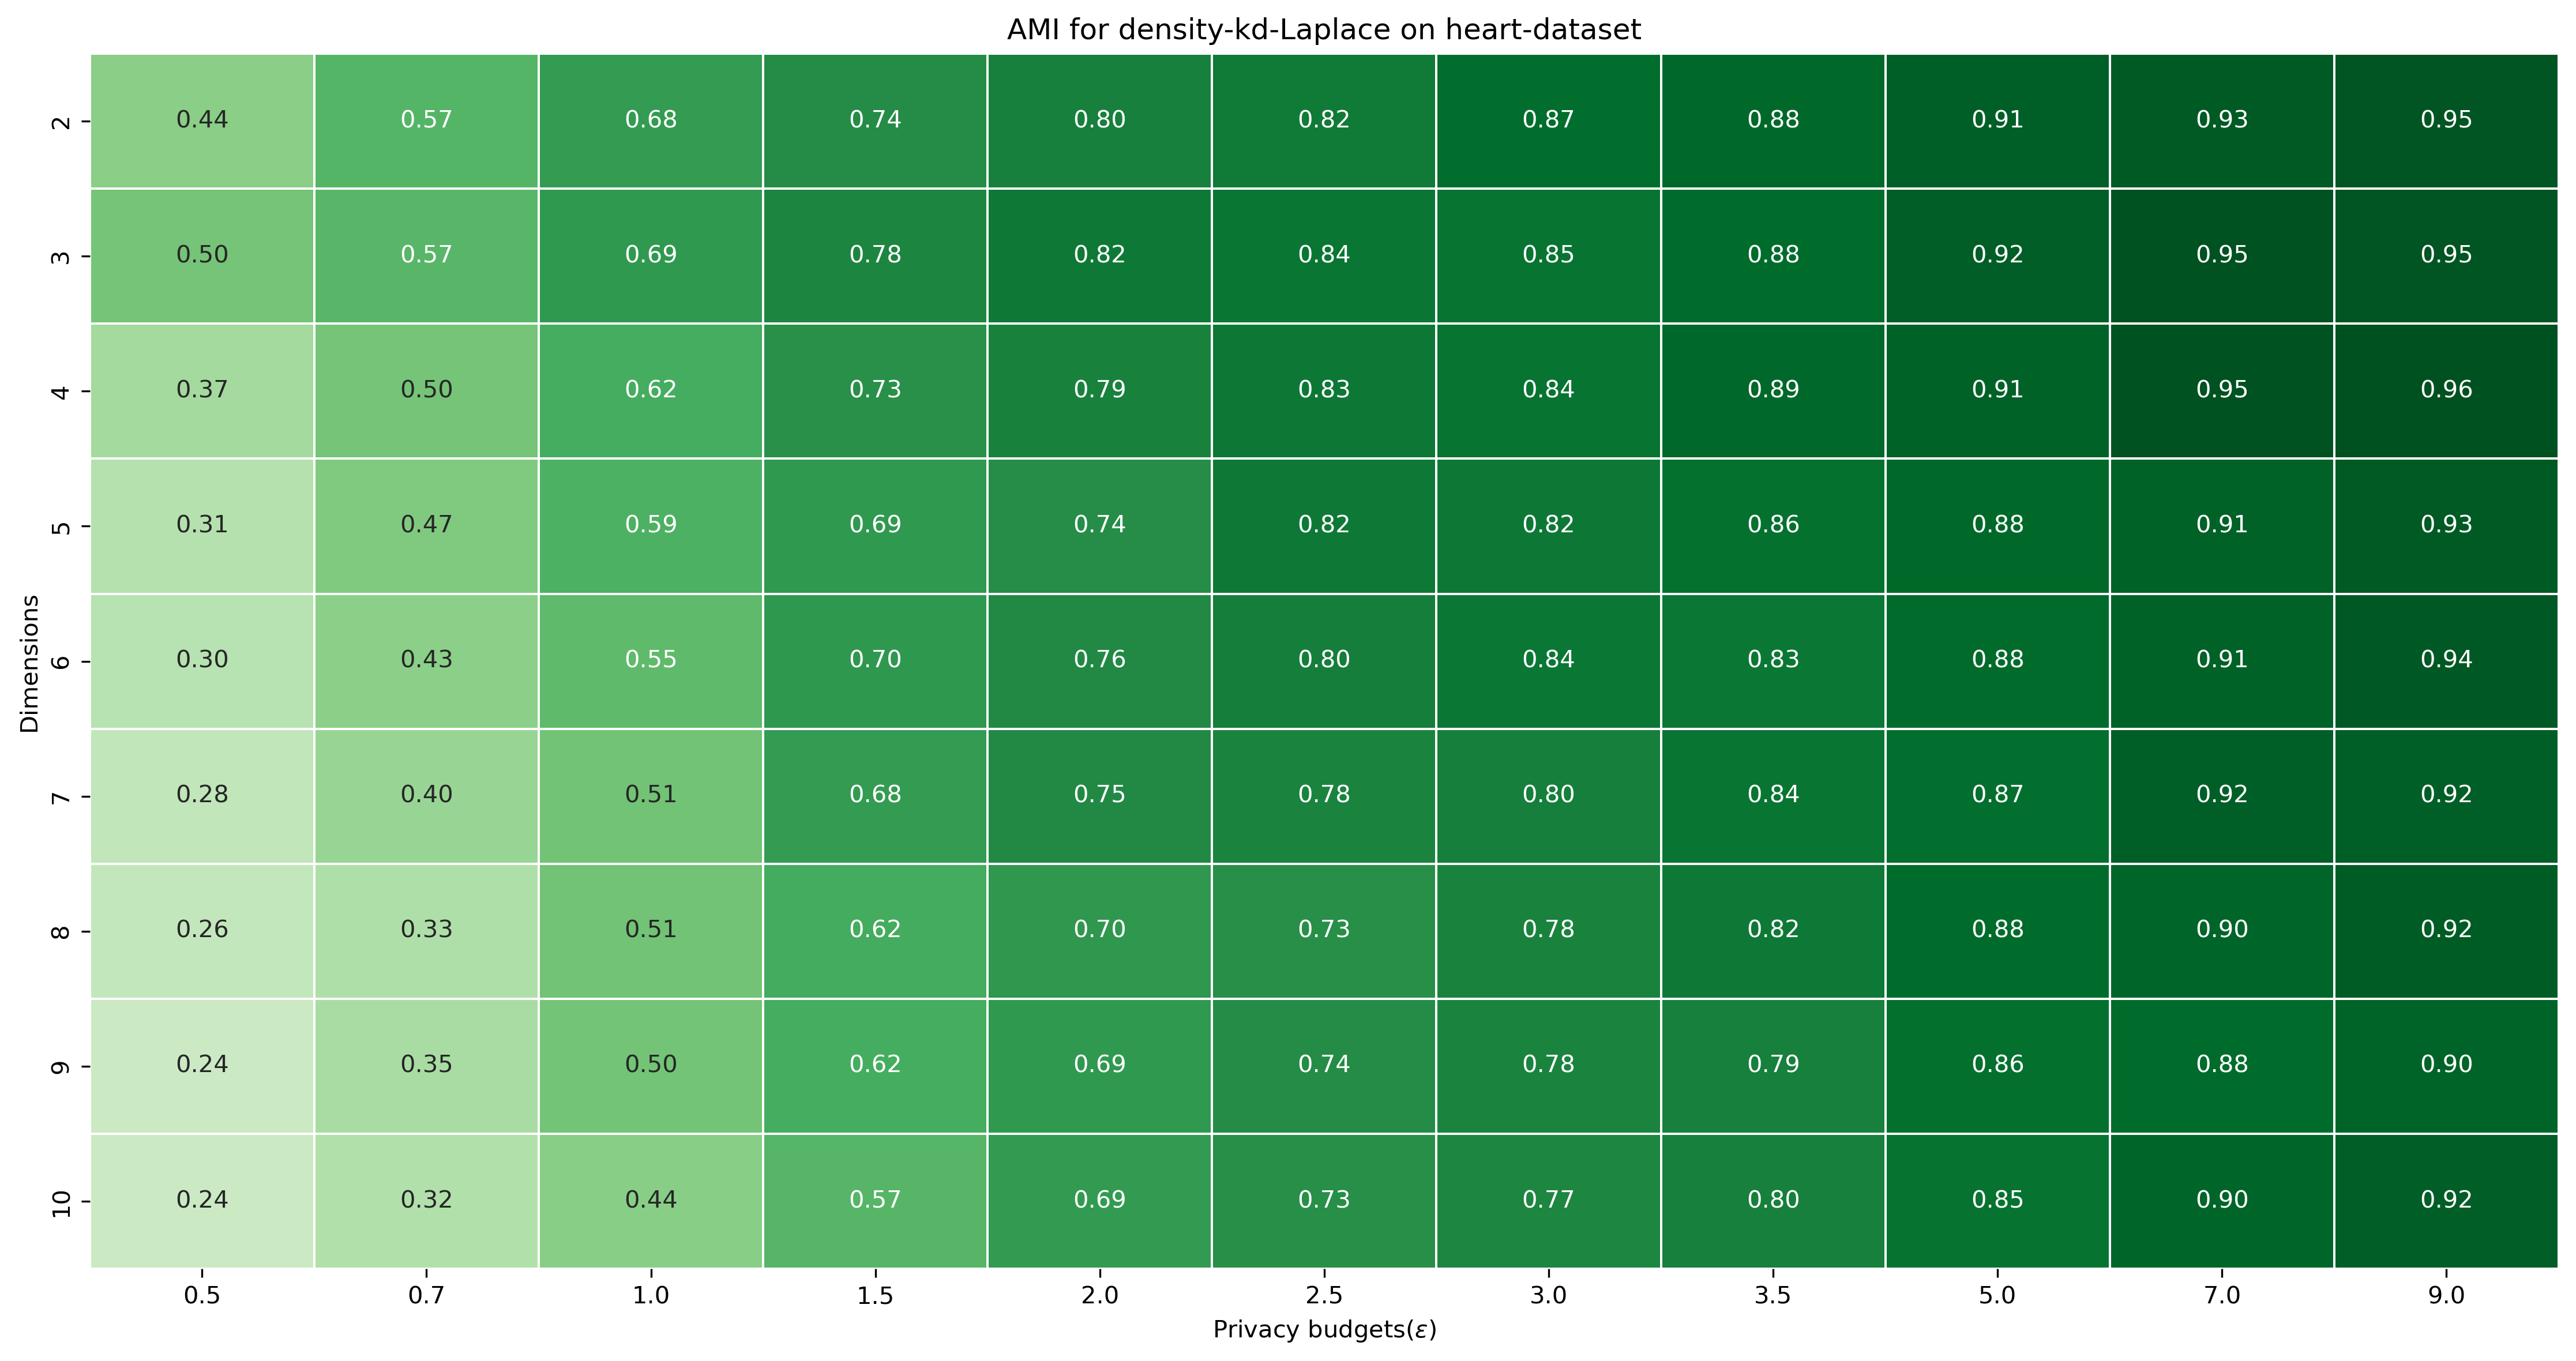 AMI for density-kd-Laplace on heart-dataset
Dimensions
2 0.44 0.57 0.68 0.74 0.80 0.82 0.87 0.88 0.91 0.93 0.95
3 0.50 0.57 0.69 0.78 0.82 0.84 0.85 0.88 0.92 0.95 0.95
4 0.37 0.50 0.62 0.73 0.79 0.83 0.84 0.89 0.91 0.95 0.96
5 0.31 0.47 0.59 0.69 0.74 0.82 0.82 0.86 0.88 0.91 0.93
6 0.30 0.43 0.55 0.70 0.76 0.80 0.84 0.83 0.88 0.91 0.94
7 0.28 0.40 0.51 0.68 0.75 0.78 0.80 0.84 0.87 0.92 0.92
8 0.26 0.33 0.51 0.62 0.70 0.73 0.78 0.82 0.88 0.90 0.92
9 0.24 0.35 0.50 0.62 0.69 0.74 0.78 0.79 0.86 0.88 0.90
10 0.24 0.32 0.44 0.57 0.69 0.73 0.77 0.80 0.85 0.90 0.92
0.5 0.7 1.0 1.5 2.0 2.5 3.0 3.5 5.0 7.0 9.0
Privacy budgets(ε)